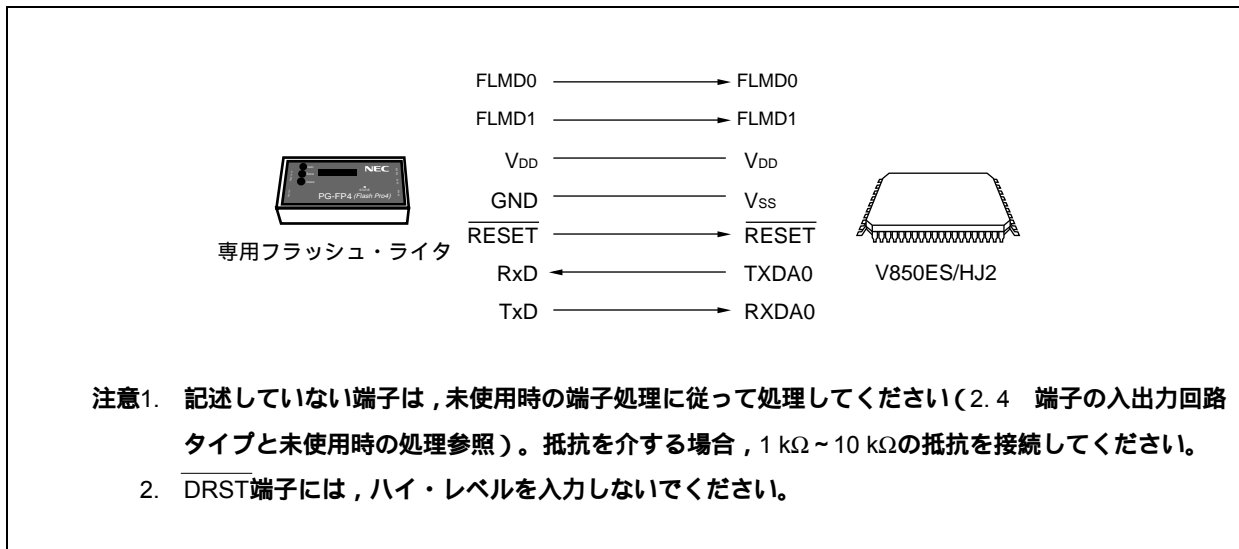 FLMD0 FLMD0
FLMD1 FLMD1
VDD VDD
NEC
PG-FP4 (Flash Pro4)
GND VSS
RESET RESET
専用フラッシュ・ライタ
RxD TXDA0
V850ES/HJ2
TxD RXDA0
注意1. 記述していない端子は，未使用時の端子処理に従って処理してください（2. 4 端子の入出力回路
タイプと未使用時の処理参照）。抵抗を介する場合，1 kΩ～10 kΩの抵抗を接続してください。
2. DRST端子には，ハイ・レベルを入力しないでください。